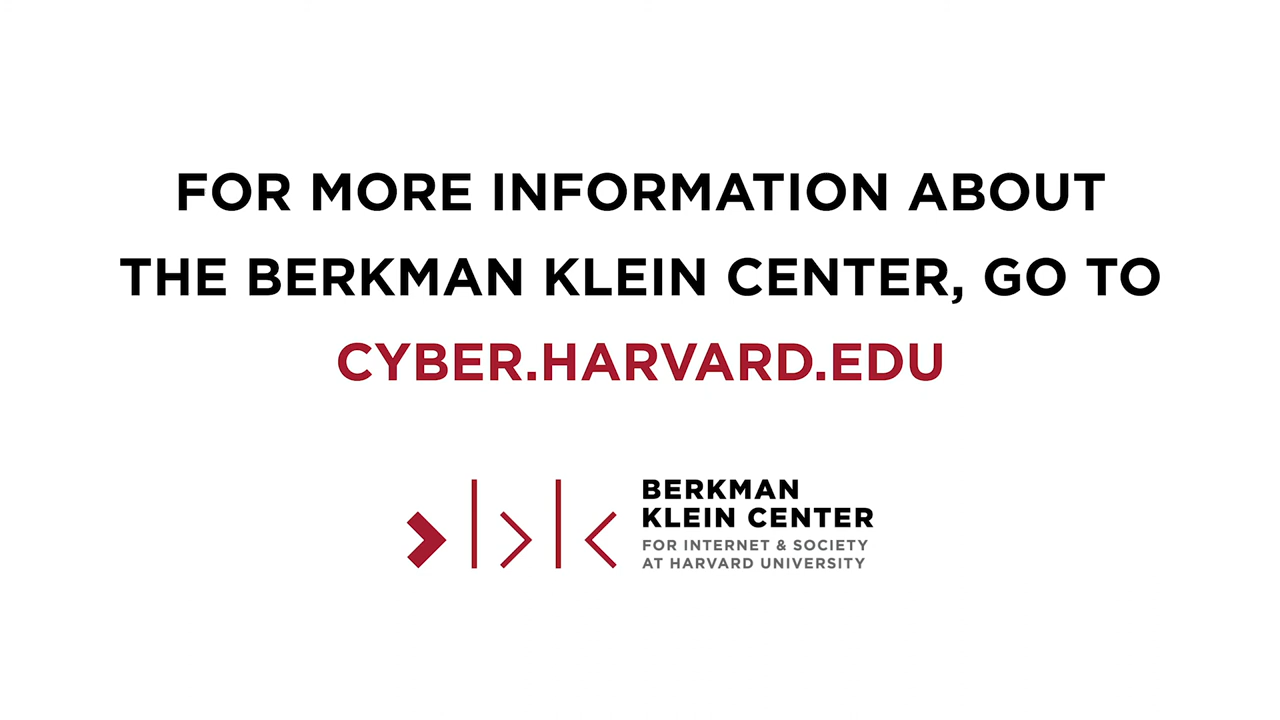 FOR MORE INFORMATION ABOUT
THE BERKMAN KLEIN CENTER, GO TO
CYBER.HARVARD.EDU
BERKMAN
KLEIN CENTER
FOR INTERNET & SOCIETY
AT HARVARD UNIVERSITY